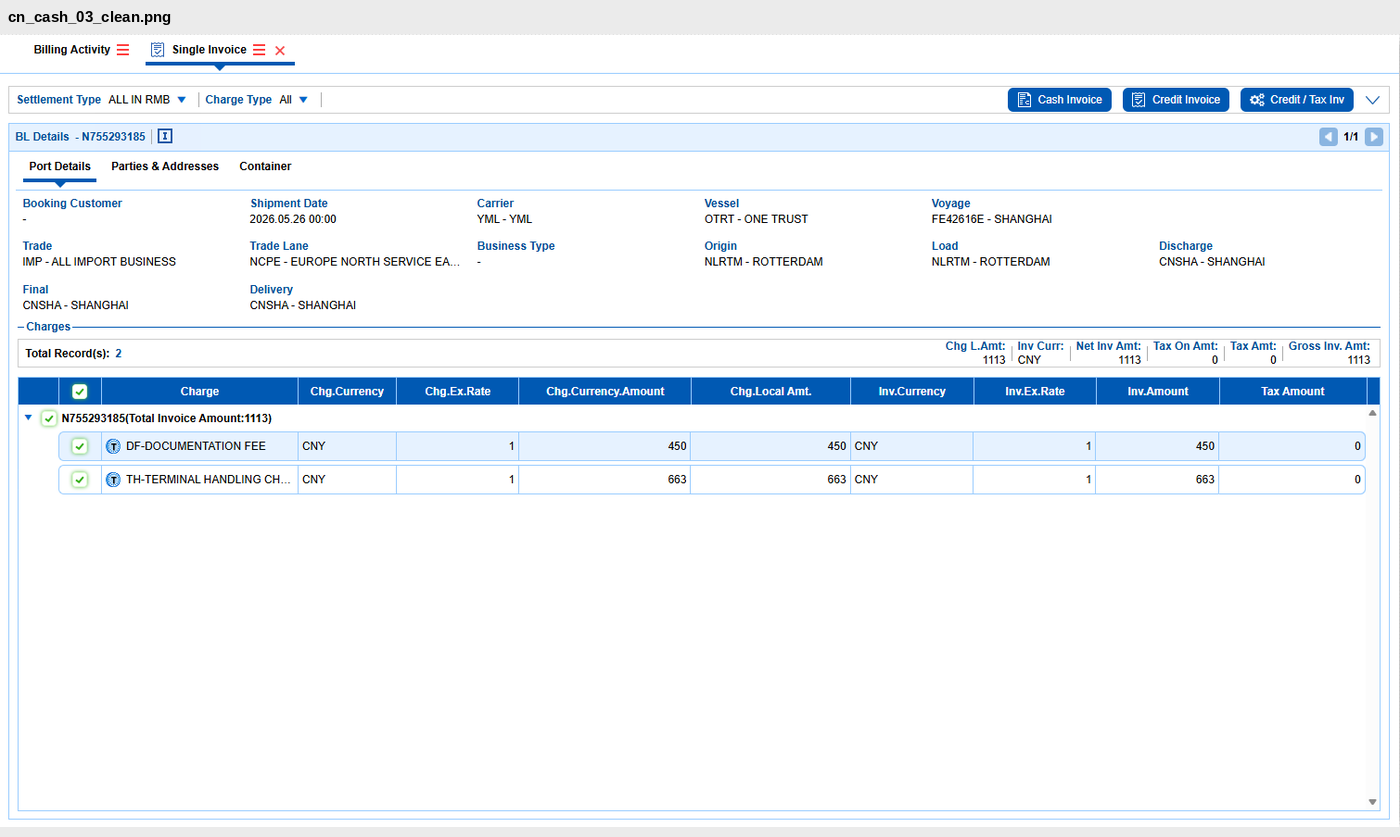 cn_cash_03_clean.png
Billing Activity Single Invoice
Settlement Type ALL IN RMB Charge Type All Cash Invoice Credit Invoice Credit / Tax Inv
BL Details - N755293185 1/1
Port Details Parties & Addresses Container
Booking Customer Shipment Date Carrier Vessel Voyage
- 2026.05.26 00:00 YML - YML OTRT - ONE TRUST FE42616E - SHANGHAI
Trade Trade Lane Business Type Origin Load Discharge
IMP - ALL IMPORT BUSINESS NCPE - EUROPE NORTH SERVICE EA... - NLRTM - ROTTERDAM NLRTM - ROTTERDAM CNSHA - SHANGHAI
Final Delivery
CNSHA - SHANGHAI CNSHA - SHANGHAI
Charges
Total Record(s): 2
Chg L.Amt: Inv Curr: Net Inv Amt: Tax On Amt: Tax Amt: Gross Inv. Amt:
1113 CNY 1113 0 0 1113
Charge Chg.Currency Chg.Ex.Rate Chg.Currency.Amount Chg.Local Amt. Inv.Currency Inv.Ex.Rate Inv.Amount Tax Amount
N755293185(Total Invoice Amount:1113)
T DF-DOCUMENTATION FEE CNY 1 450 450 CNY 1 450 0
T TH-TERMINAL HANDLING CH... CNY 1 663 663 CNY 1 663 0